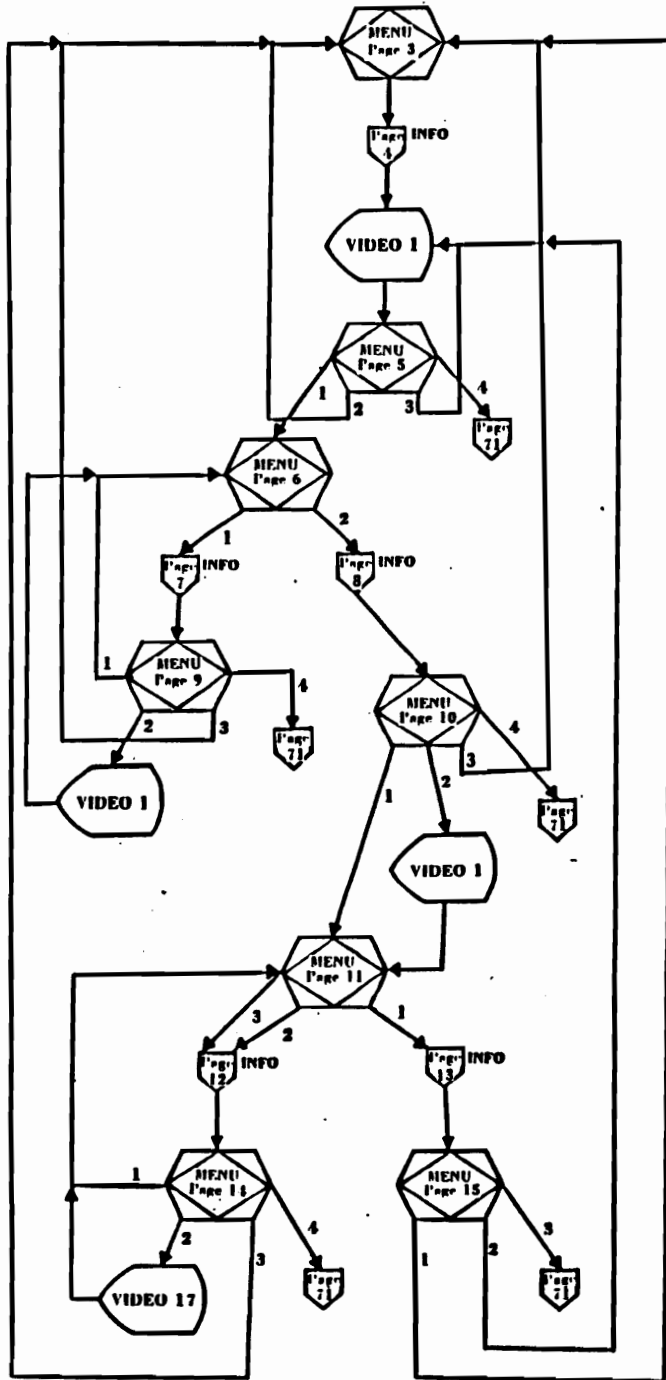 MENU
Page 3
Page
4
INFO
VIDEO 1
MENU
Page 5
1
2
3
4
Page
71
MENU
Page 6
1
2
Page
7
INFO
Page
8
INFO
MENU
Page 9
1
2
3
4
Page
71
VIDEO 1
MENU
Page 10
1
2
3
4
Page
71
VIDEO 1
MENU
Page 11
3
2
1
Page
12
INFO
Page
13
INFO
MENU
Page 14
1
2
3
4
Page
71
VIDEO 17
MENU
Page 15
1
2
3
Page
71